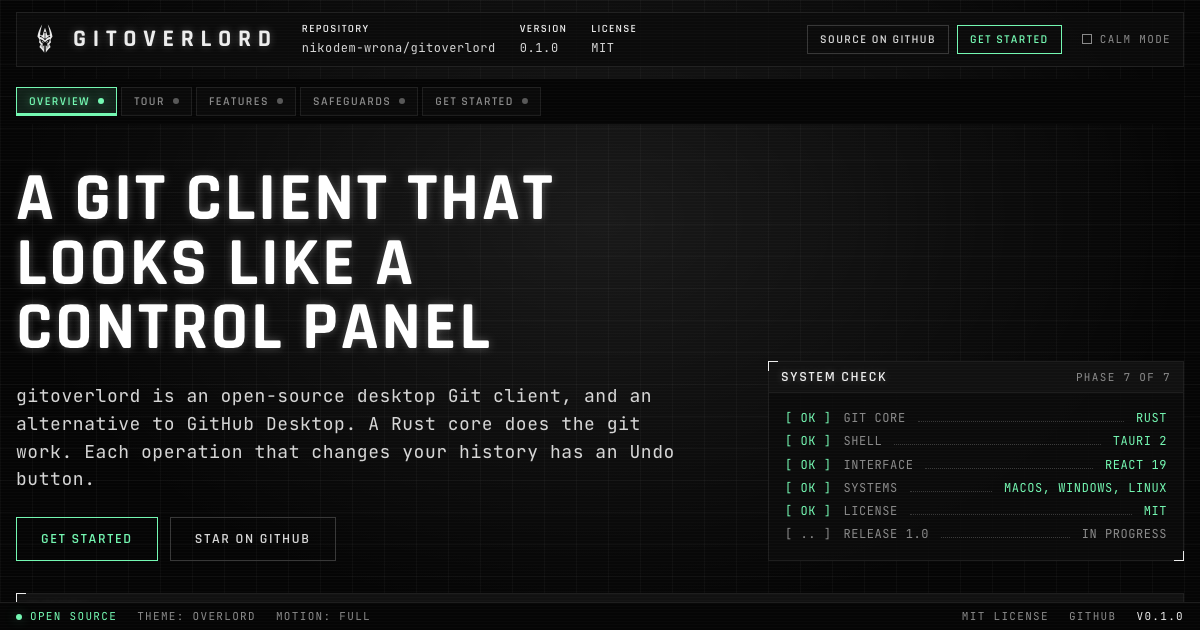 GITOVERLORD
REPOSITORY
nikodem-wrona/gitoverlord
VERSION
0.1.0
LICENSE
MIT
SOURCE ON GITHUB
GET STARTED
CALM MODE
OVERVIEW
TOUR
FEATURES
SAFEGUARDS
GET STARTED
A GIT CLIENT THAT
LOOKS LIKE A
CONTROL PANEL
gitoverlord is an open-source desktop Git client, and an
alternative to GitHub Desktop. A Rust core does the git
work. Each operation that changes your history has an Undo
button.
GET STARTED
STAR ON GITHUB
SYSTEM CHECK
PHASE 7 OF 7
[ OK ] GIT CORE RUST
[ OK ] SHELL TAURI 2
[ OK ] INTERFACE REACT 19
[ OK ] SYSTEMS MACOS, WINDOWS, LINUX
[ OK ] LICENSE MIT
[ .. ] RELEASE 1.0 IN PROGRESS
OPEN SOURCE
THEME: OVERLORD
MOTION: FULL
MIT LICENSE
GITHUB
V0.1.0